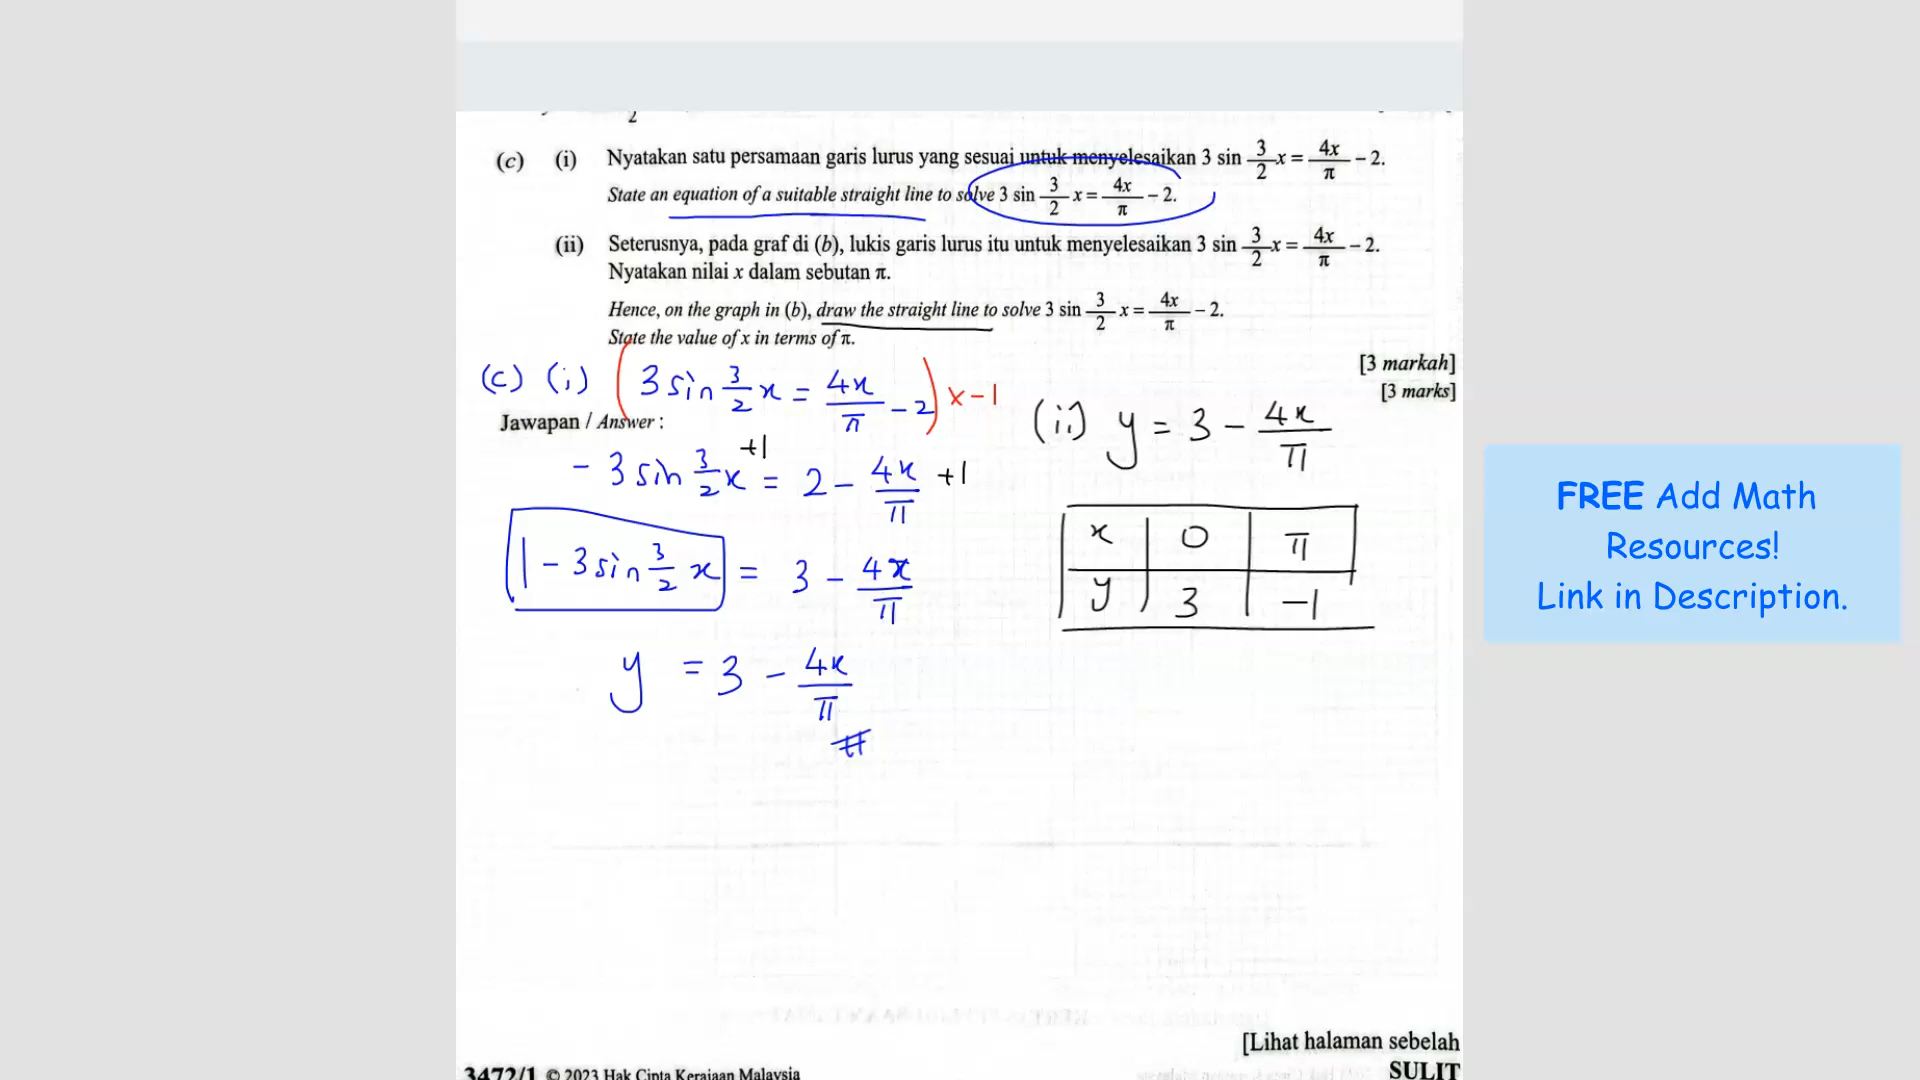 2
(c) (i) Nyatakan satu persamaan garis lurus yang sesuai untuk menyelesaikan 3 sin 3/2 x = 4x/π − 2.
State an equation of a suitable straight line to solve 3 sin 3/2 x = 4x/π − 2.
(ii) Seterusnya, pada graf di (b), lukis garis lurus itu untuk menyelesaikan 3 sin 3/2 x = 4x/π − 2.
Nyatakan nilai x dalam sebutan π.
Hence, on the graph in (b), draw the straight line to solve 3 sin 3/2 x = 4x/π − 2.
State the value of x in terms of π.
[3 markah]
[3 marks]
(c) (i) (3 sin 3/2 x = 4x/π − 2) x − 1
Jawapan / Answer :
− 3 sin 3/2 x +1 = 2 − 4x/π +1
1 − 3 sin 3/2 x = 3 − 4x/π
y = 3 − 4x/π
#
(ii) y = 3 − 4x/π
x 0 π
y 3 −1
FREE Add Math
Resources!
Link in Description.
[Lihat halaman sebelah
3472/1 © 2023 Hak Cipta Kerajaan Malaysia
SULIT